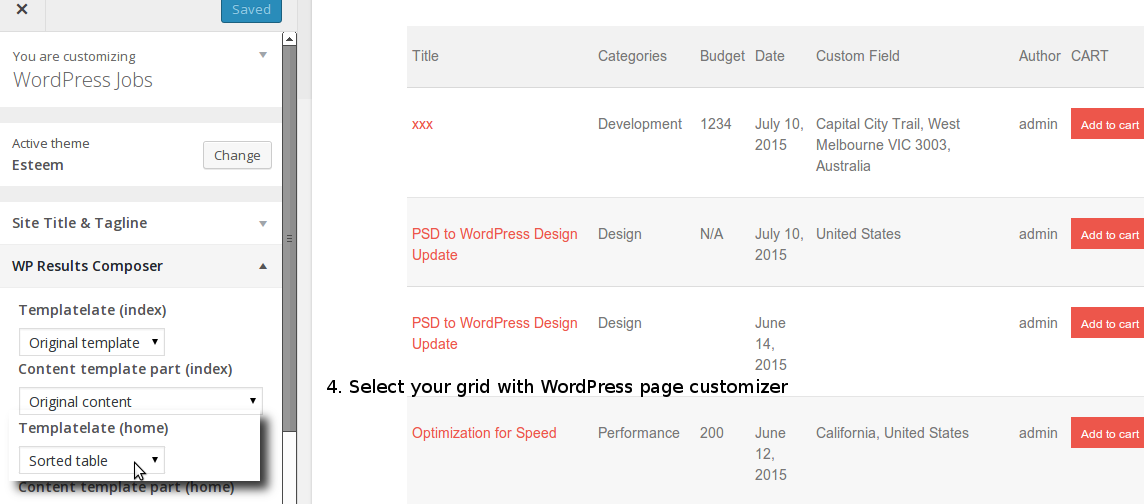 ×
Saved
You are customizing
WordPress Jobs
Active theme
Esteem
Change
Site Title & Tagline
WP Results Composer
Templatelate (index)
Original template
Content template part (index)
Original content
Templatelate (home)
Sorted table
Content template part (home)
Title Categories Budget Date Custom Field Author CART
xxx Development 1234 July 10, Capital City Trail, West admin Add to cart
2015 Melbourne VIC 3003,
Australia
PSD to WordPress Design Design N/A July 10, United States admin Add to cart
Update 2015
PSD to WordPress Design Design June admin Add to cart
Update 14,
2015
4. Select your grid with WordPress page customizer
Optimization for Speed Performance 200 June California, United States admin Add to cart
12,
2015